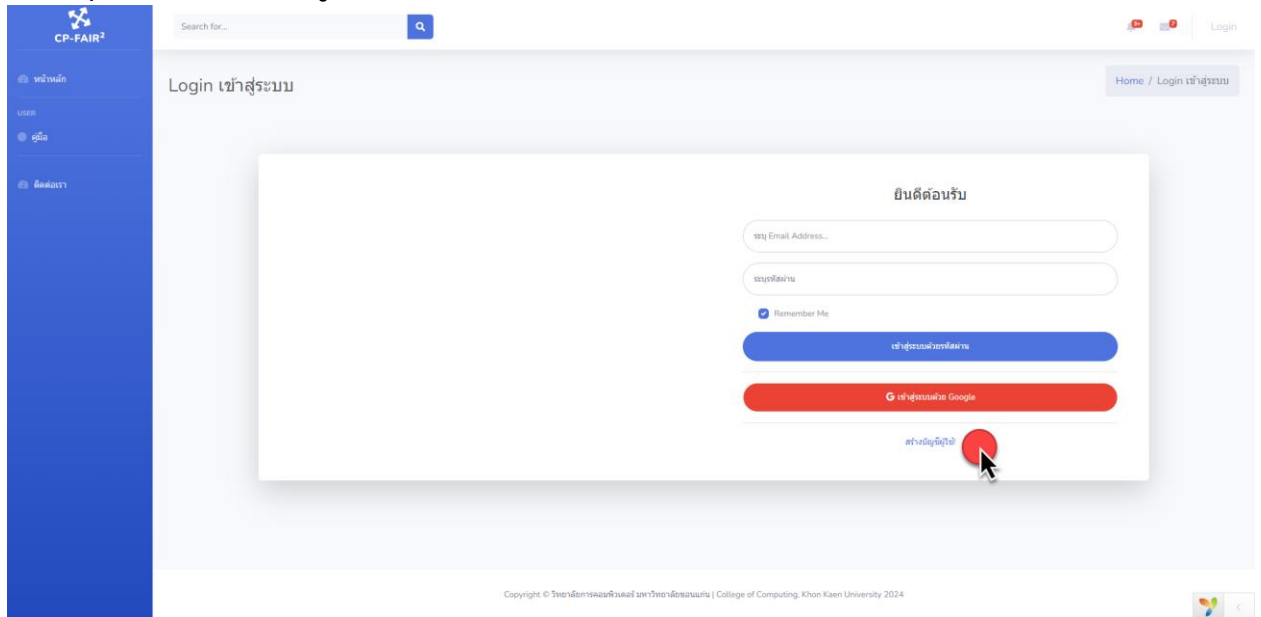 CP-FAIR²
Search for...
Login
หน้าหลัก
USER
คู่มือ
ติดต่อเรา
Login เข้าสู่ระบบ
Home / Login เข้าสู่ระบบ
ยินดีต้อนรับ
ระบุ Email Address...
ระบุรหัสผ่าน
Remember Me
เข้าสู่ระบบด้วยรหัสผ่าน
G เข้าสู่ระบบด้วย Google
สร้างบัญชีผู้ใช้!
Copyright © วิทยาลัยการคอมพิวเตอร์ มหาวิทยาลัยขอนแก่น | College of Computing, Khon Kaen University 2024